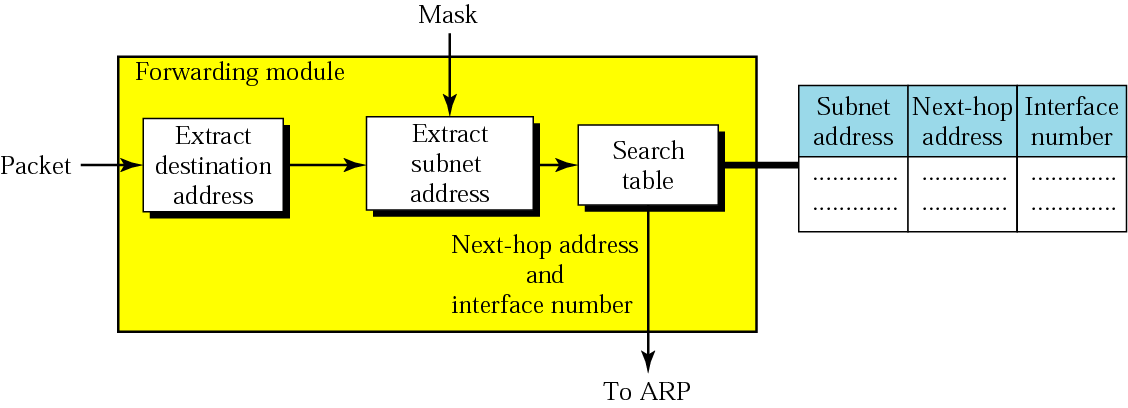 Mask
Forwarding module
Packet
Extract
destination
address
Extract
subnet
address
Search
table
Subnet
address
Next-hop
address
Interface
number
.............
.............
.............
.............
.............
.............
Next-hop address
and
interface number
To ARP